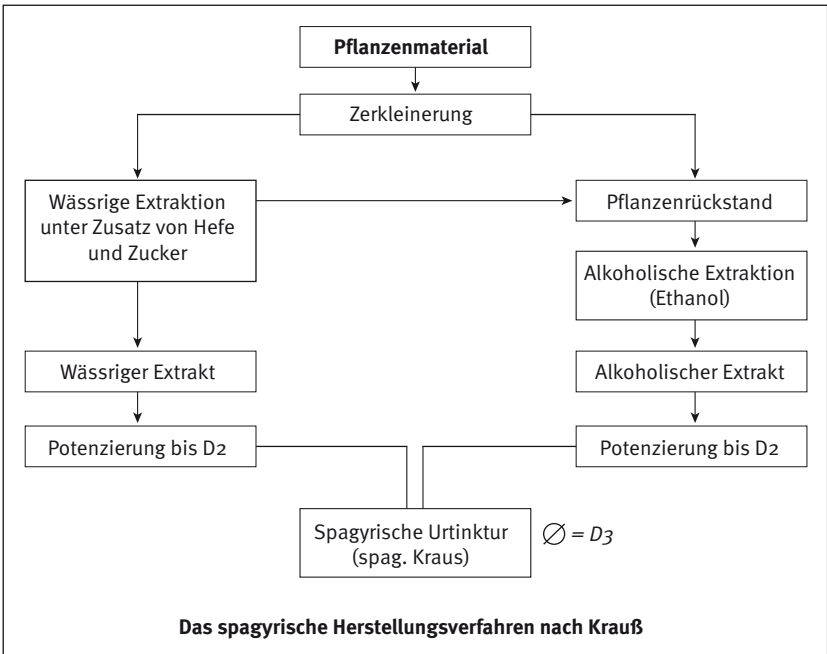 Pflanzenmaterial
Zerkleinerung
Wässrige Extraktion
unter Zusatz von Hefe
und Zucker
Pflanzenrückstand
Alkoholische Extraktion
(Ethanol)
Wässriger Extrakt
Alkoholischer Extrakt
Potenzierung bis D2
Potenzierung bis D2
Spagyrische Urtinktur
(spag. Kraus)
∅ = D3
Das spagyrische Herstellungsverfahren nach Krauß